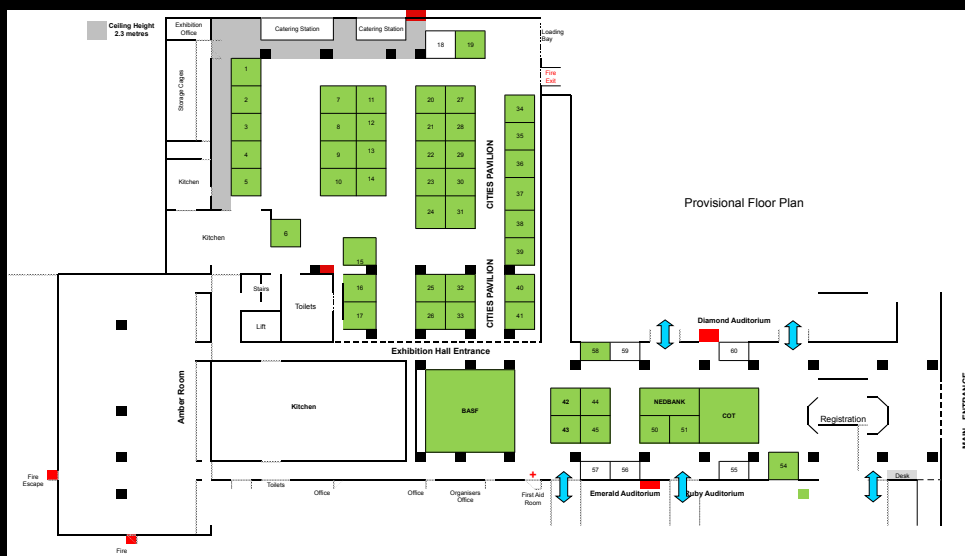 Ceiling Height
2.3 metres
Exhibition
Office
Catering Station
Catering Station
Loading
Bay
Fire
Exit
18
19
1
2
3
4
5
Storage Cages
Kitchen
Kitchen
7
11
8
12
9
13
10
14
20
27
21
28
22
29
23
30
24
31
CITIES PAVILION
34
35
36
37
38
39
Provisional Floor Plan
6
15
16
17
25
32
26
33
CITIES PAVILION
40
41
Stairs
Lift
Toilets
Exhibition Hall Entrance
Diamond Auditorium
58
59
60
Amber Room
Kitchen
BASF
42
44
43
45
NEDBANK
COT
50
51
Registration
MAIN ENTRANCE
57
56
55
54
Desk
Fire
Escape
Toilets
Office
Office
Organisers
Office
First Aid
Room
Emerald Auditorium
Ruby Auditorium
Fire